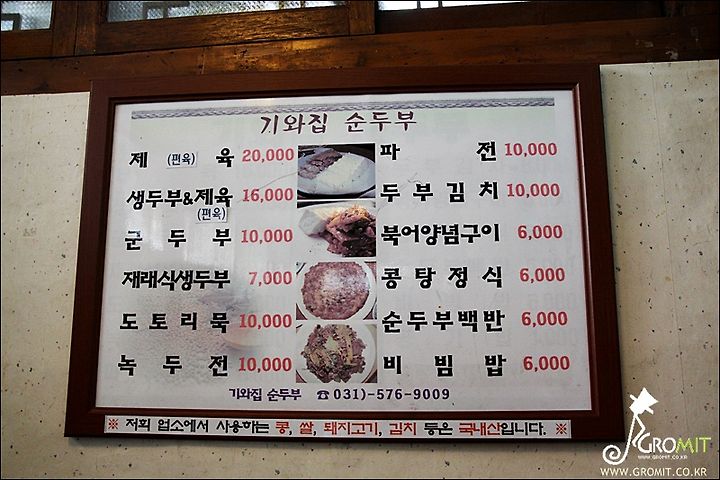 기와집 순두부
제 (편육) 육 20,000
생두부&제육 16,000
(편육)
군 두 부 10,000
재래식생두부 7,000
도 토 리 묵 10,000
녹 두 전 10,000
파 전 10,000
두 부 김 치 10,000
북어양념구이 6,000
콩 탕 정 식 6,000
순두부백반 6,000
비 빔 밥 6,000
기와집 순두부 ☎031)-576-9009
※ 저희 업소에서 사용하는 콩, 쌀, 돼지고기, 김치 등은 국내산입니다. ※
GROMIT
WWW.GROMIT.CO.KR
WWW.GROMIT.CO.KR